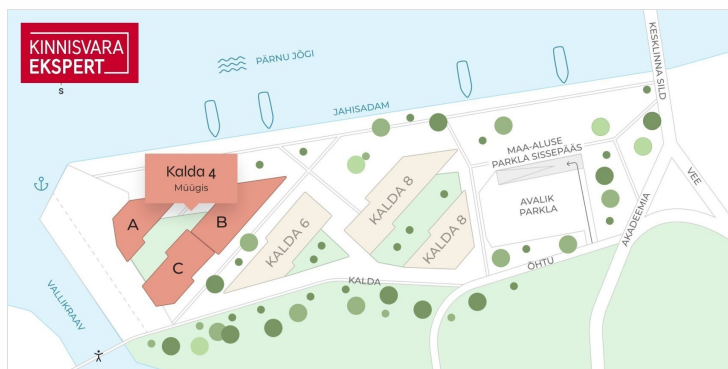 KINNISVARA
EKSPERT
S
PÄRNU JÕGI
JAHISADAM
KESKLINNA SILD
MAA-ALUSE
PARKLA SISSEPÄÄS
Kalda 4
Müügis
VEE
AVALIK
PARKLA
KALDA 8
KALDA 8
A
B
C
KALDA 6
AKADEEMIA
ÕHTU
KALDA
VALLIKRAAV